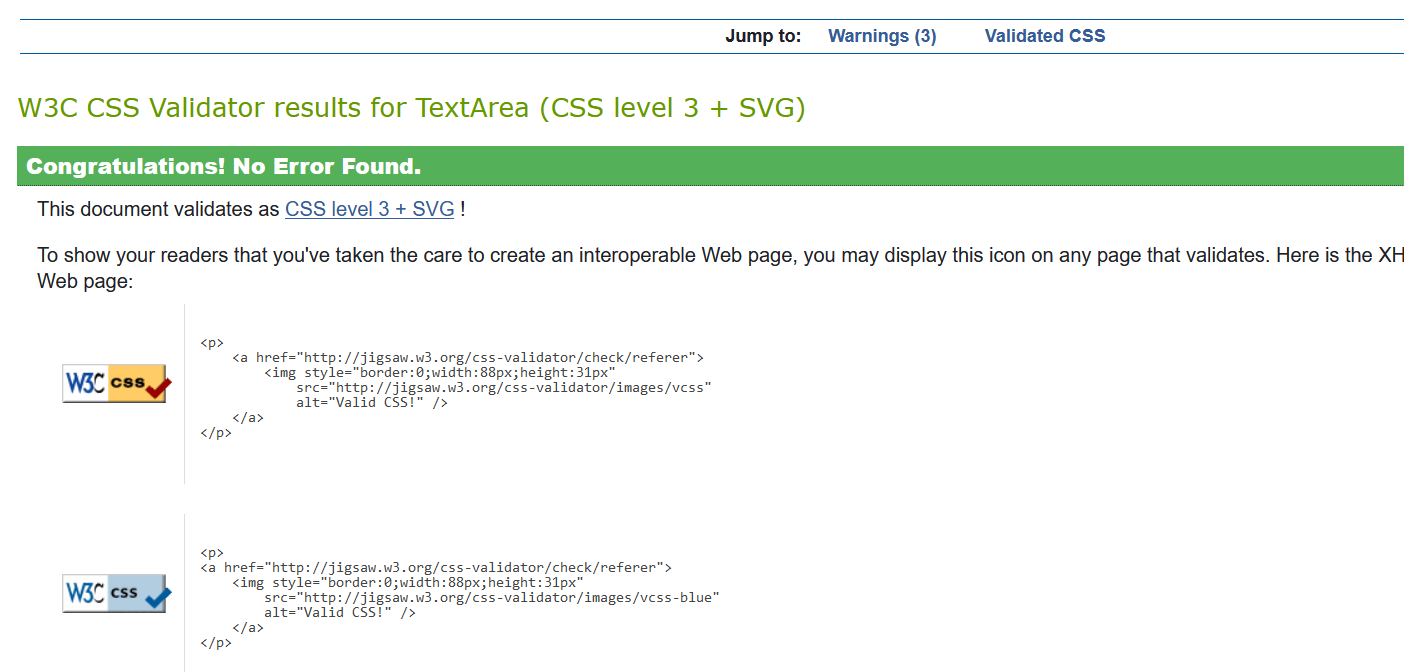 Jump to: Warnings (3) Validated CSS
W3C CSS Validator results for TextArea (CSS level 3 + SVG)
Congratulations! No Error Found.
This document validates as CSS level 3 + SVG !
To show your readers that you've taken the care to create an interoperable Web page, you may display this icon on any page that validates. Here is the XH
Web page:
<p>
<a href="http://jigsaw.w3.org/css-validator/check/referer">
<img style="border:0;width:88px;height:31px"
W3C css
src="http://jigsaw.w3.org/css-validator/images/vcss"
alt="Valid CSS!" />
</a>
</p>
<p>
<a href="http://jigsaw.w3.org/css-validator/check/referer">
<img style="border:0;width:88px;height:31px"
W3C css
src="http://jigsaw.w3.org/css-validator/images/vcss-blue"
alt="Valid CSS!" />
</a>
</p>